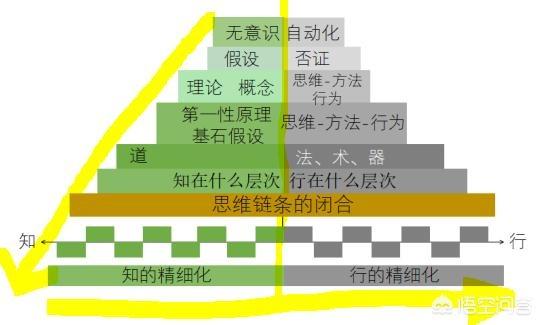 无意识 自动化
假设 否证
理论 概念 思维-方法
行为
第一性原理
基石假设 思维-方法-行为
道 法、术、器
知在什么层次 行在什么层次
思维链条的闭合
知 行
知的精细化 行的精细化
悟空问答